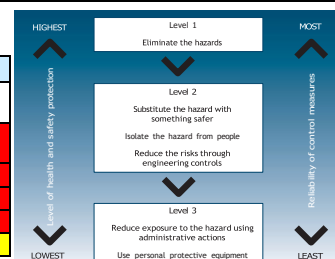 HIGHEST
Level 1
MOST
Eliminate the hazards
Level of health and safety protection
Reliability of control measures
Level 2
Substitute the hazard with
something safer
Isolate the hazard from people
Reduce the risks through
engineering controls
Level 3
Reduce exposure to the hazard using
administrative actions
Use personal protective equipment
LOWEST
LEAST